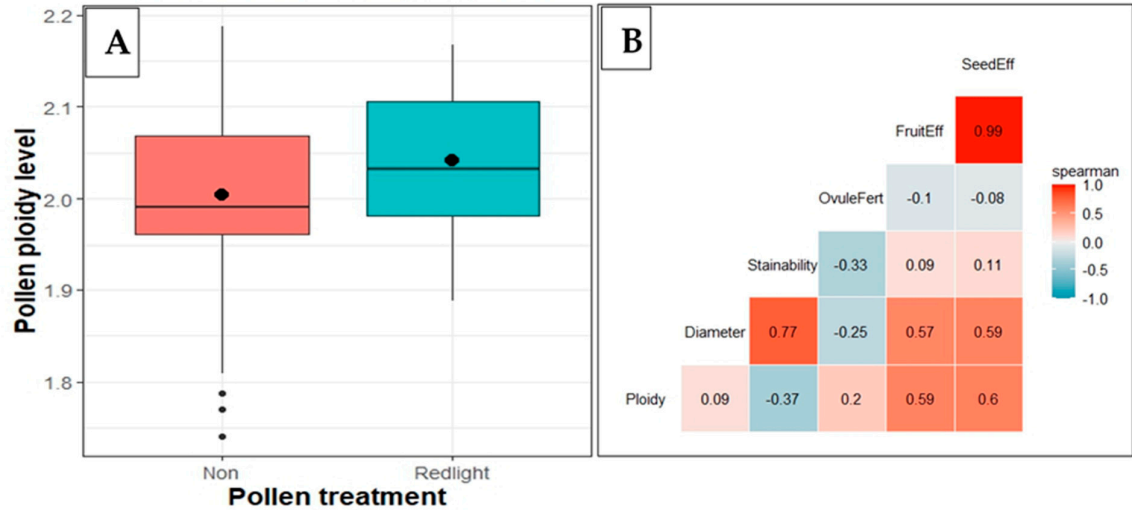 A
Pollen ploidy level
2.2
2.1
2.0
1.9
1.8
Non Redlight
Pollen treatment
B
SeedEff
FruitEff 0.99
OvuleFert -0.1 -0.08
Stainability -0.33 0.09 0.11
Diameter 0.77 -0.25 0.57 0.59
Ploidy 0.09 -0.37 0.2 0.59 0.6
spearman
1.0
0.5
0.0
-0.5
-1.0